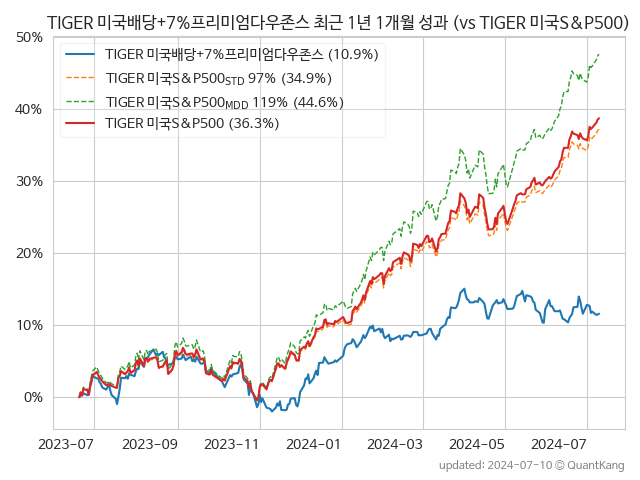 TIGER 미국배당+7%프리미엄다우존스 최근 1년 1개월 성과 (vs TIGER 미국S&P500)
50%
40%
30%
20%
10%
0%
TIGER 미국배당+7%프리미엄다우존스 (10.9%)
TIGER 미국S&P500STD 97% (34.9%)
TIGER 미국S&P500MDD 119% (44.6%)
TIGER 미국S&P500 (36.3%)
2023-07 2023-09 2023-11 2024-01 2024-03 2024-05 2024-07
updated: 2024-07-10 © QuantKang